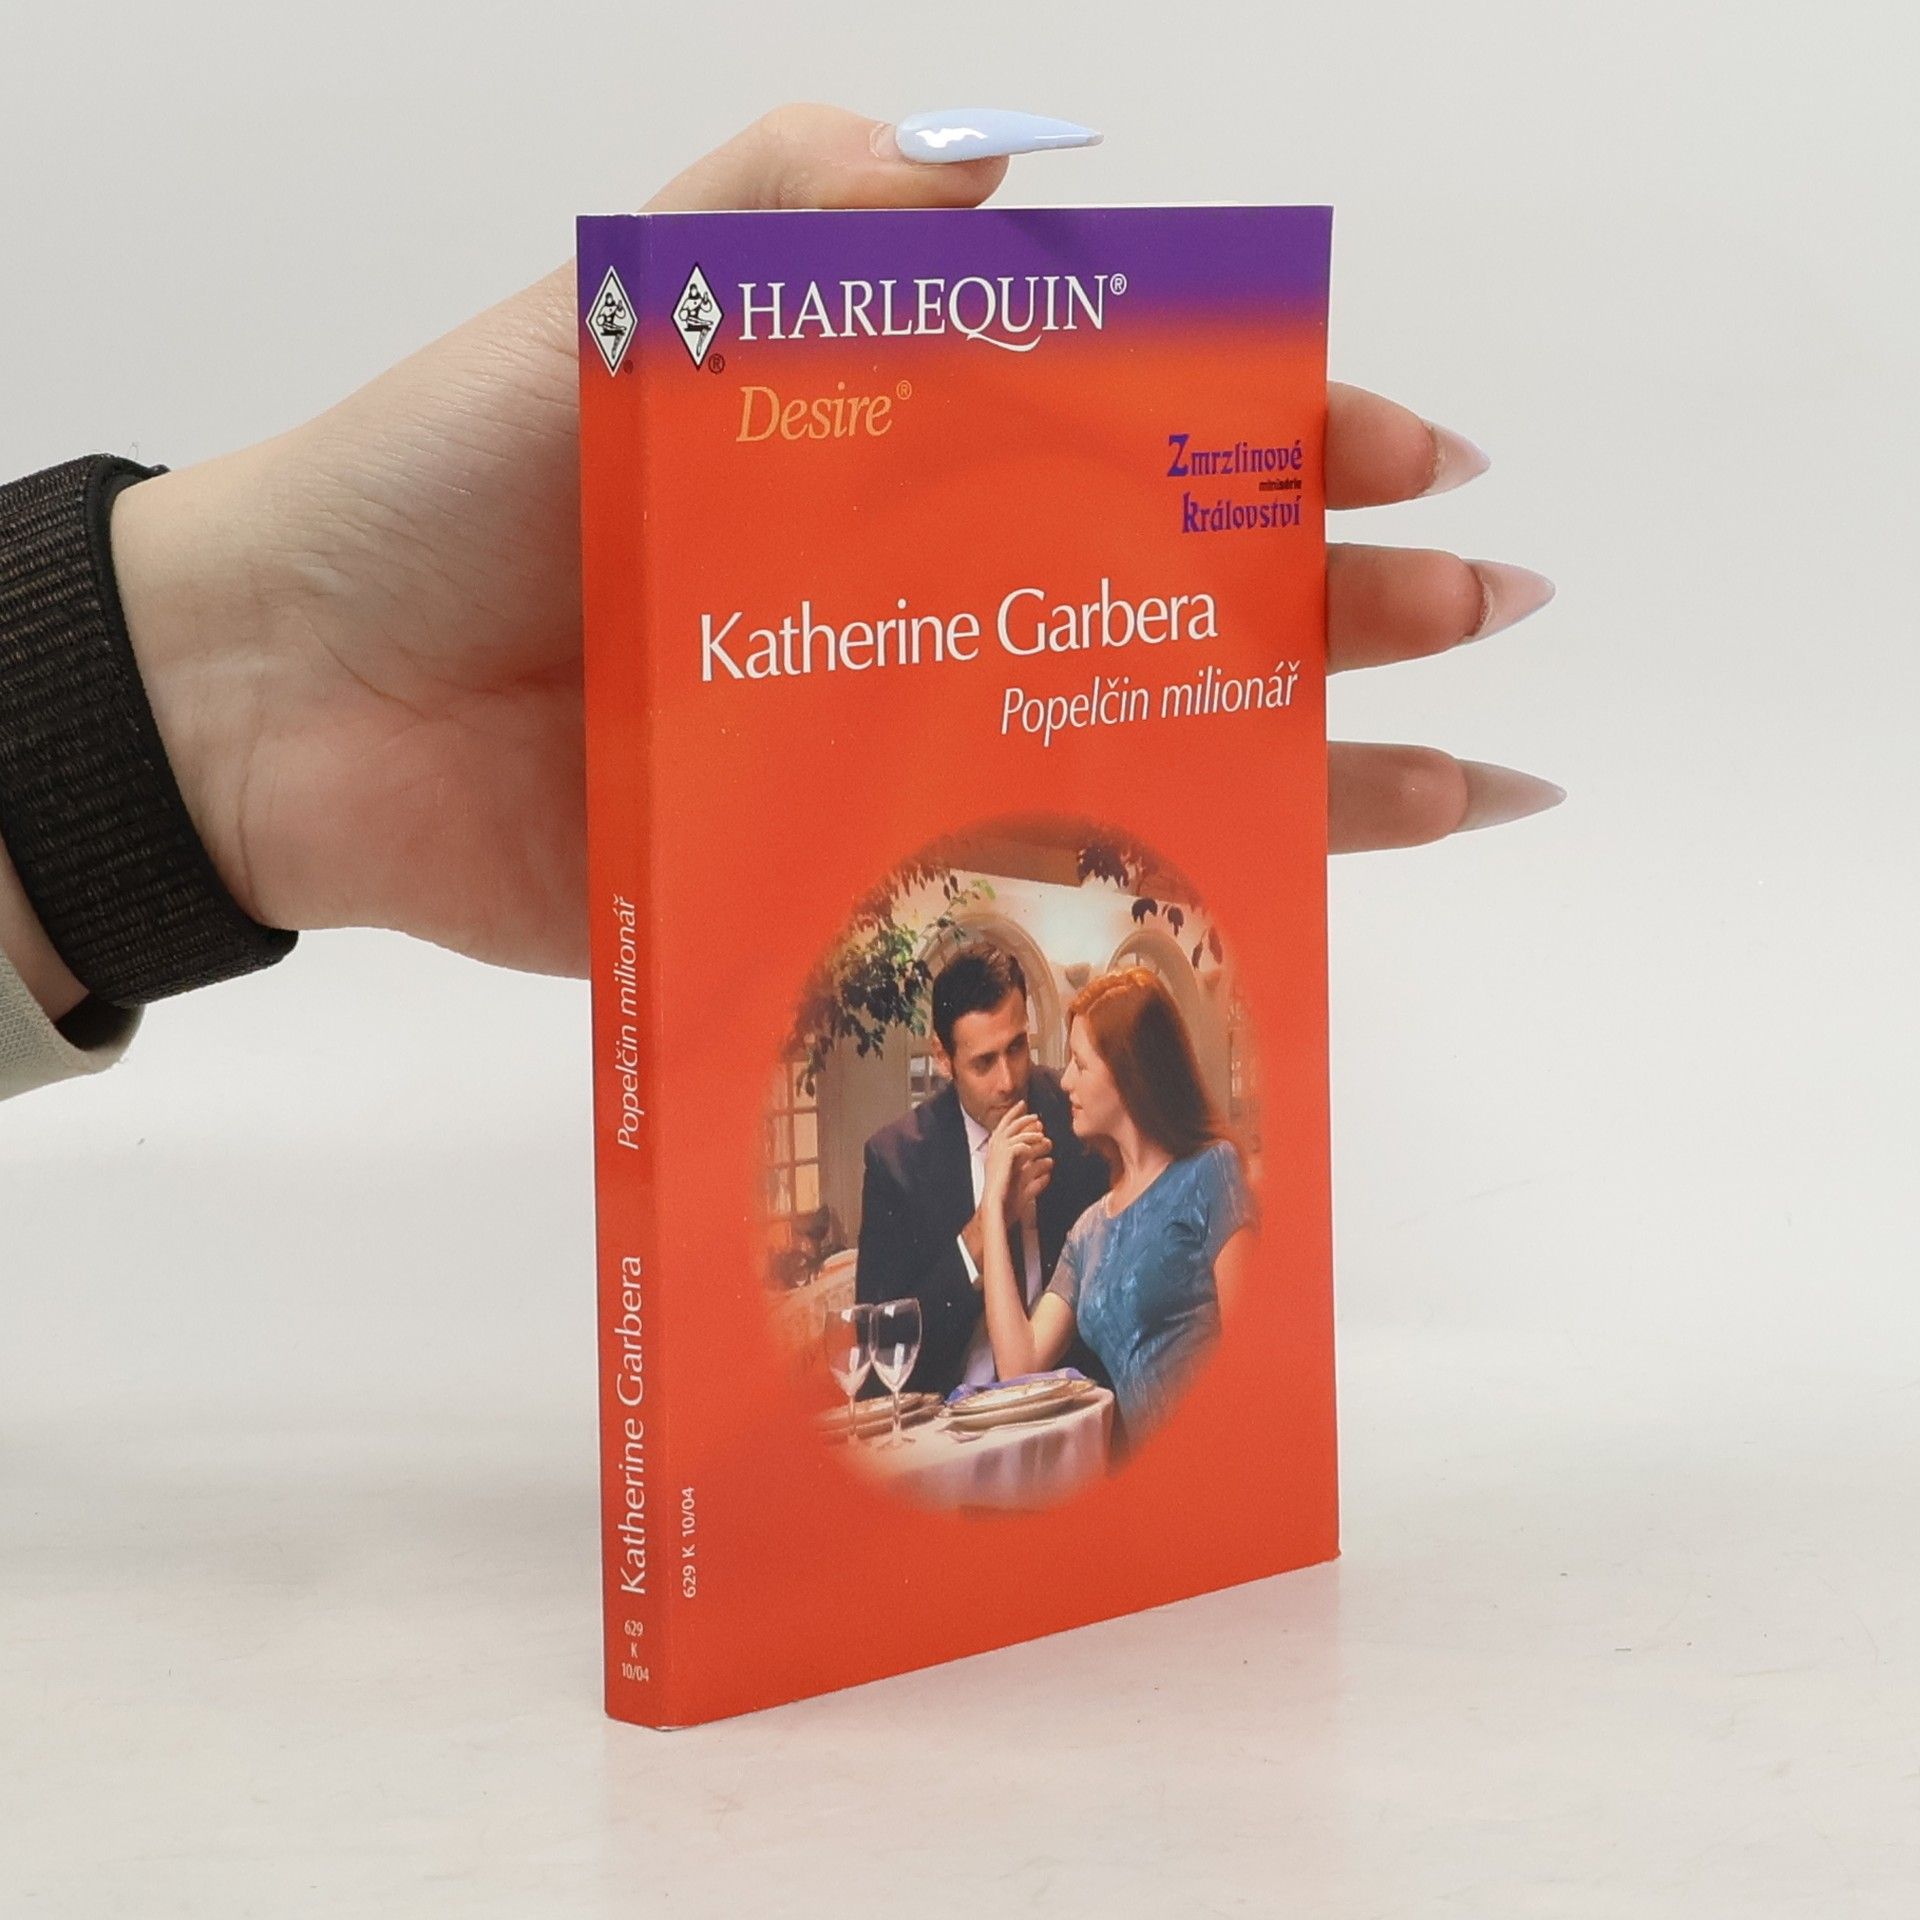 HARLEQUIN®
®
Desire®
Zmrzlinové
minisérie
království
Katherine Garbera
Popelčin milionář
629 K 10/04
®
Popelčin milionář
Katherine Garbera
629
K
10/04